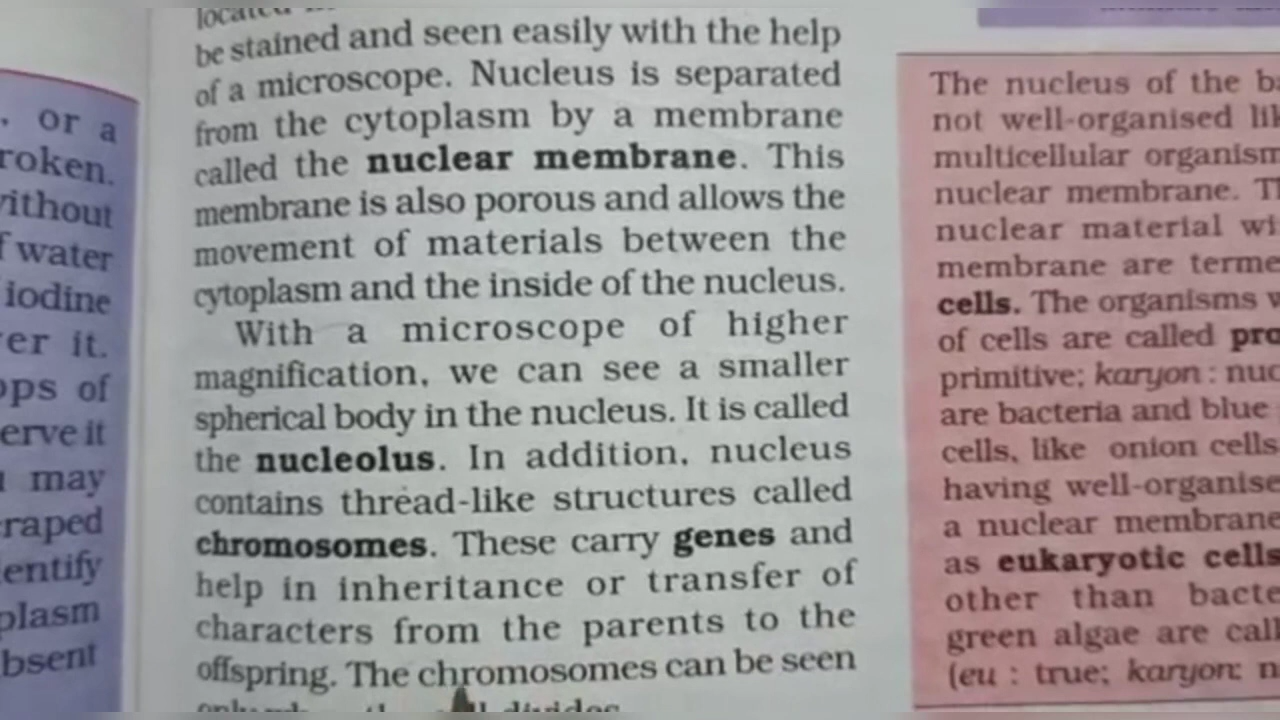 or a
roken.
ithout
f water
iodine
er it.
ops of
erve it
may
raped
entify
plasm
bsent
located
be stained and seen easily with the help
of a microscope. Nucleus is separated
from the cytoplasm by a membrane
called the nuclear membrane. This
membrane is also porous and allows the
movement of materials between the
cytoplasm and the inside of the nucleus.
With a microscope of higher
magnification, we can see a smaller
spherical body in the nucleus. It is called
the nucleolus. In addition, nucleus
contains thread-like structures called
chromosomes. These carry genes and
help in inheritance or transfer of
characters from the parents to the
offspring. The chromosomes can be seen
divides
The nucleus of the b
not well-organised li
multicellular organism
nuclear membrane. T
nuclear material wi
membrane are terme
cells. The organisms w
of cells are called pro
primitive; karyon : nuc
are bacteria and blue
cells, like onion cells
having well-organise
a nuclear membrane
as eukaryotic cells
other than bacte
green algae are call
(eu : true; karyon: n